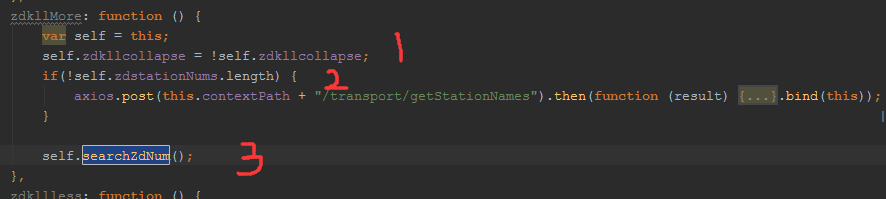 zdkllMore: function () {
var self = this;
self.zdkllcollapse = !self.zdkllcollapse; 1
if(!self.zdstationNums.length) { 2
axios.post(this.contextPath + "/transport/getStationNames").then(function (result) {...}.bind(this));
}
self.searchZdNum(); 3
},
zdkllless: function () {